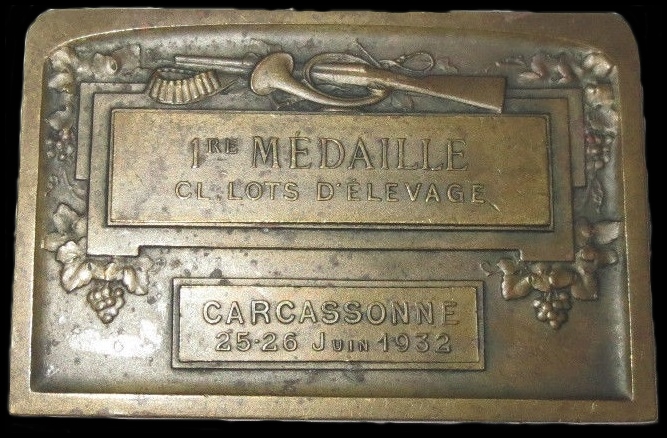 1RE MÉDAILLE
CL. LOTS D'ÉLEVAGE
CARCASSONNE
25-26 JUIN 1932